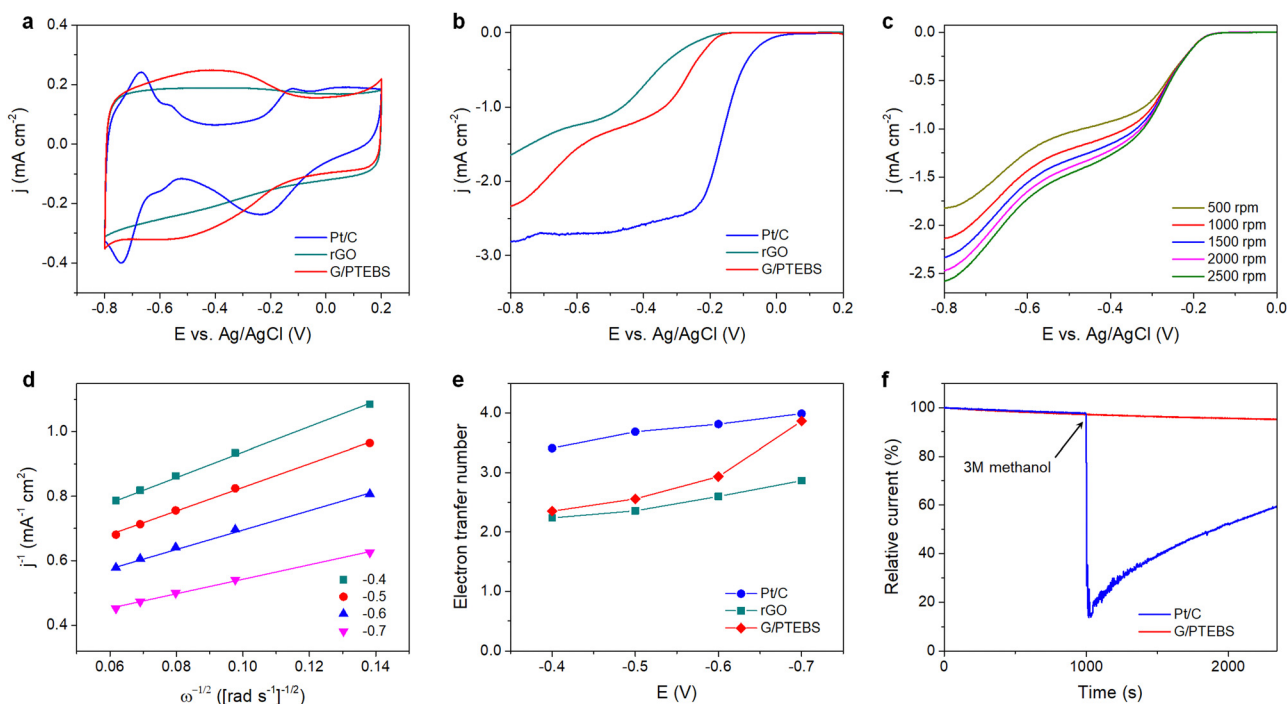 a
0.4
0.2
0.0
-0.2
-0.4
j (mA cm⁻²)
Pt/C
rGO
G/PTEBS
-0.8 -0.6 -0.4 -0.2 0.0 0.2
E vs. Ag/AgCl (V)
b
0.0
-1.0
-2.0
-3.0
j (mA cm⁻²)
Pt/C
rGO
G/PTEBS
-0.8 -0.6 -0.4 -0.2 0.0 0.2
E vs. Ag/AgCl (V)
c
0.0
-0.5
-1.0
-1.5
-2.0
-2.5
j (mA cm⁻²)
500 rpm
1000 rpm
1500 rpm
2000 rpm
2500 rpm
-0.8 -0.6 -0.4 -0.2 0.0
E vs. Ag/AgCl (V)
d
1.0
0.8
0.6
0.4
j⁻¹ (mA⁻¹ cm²)
-0.4
-0.5
-0.6
-0.7
0.06 0.08 0.10 0.12 0.14
ω⁻¹/² ([rad s⁻¹]⁻¹/²)
e
4.0
3.0
2.0
1.0
0.0
Electron tranfer number
Pt/C
rGO
G/PTEBS
-0.4 -0.5 -0.6 -0.7
E (V)
f
100
80
60
40
20
0
Relative current (%)
3M methanol
Pt/C
G/PTEBS
0 1000 2000
Time (s)